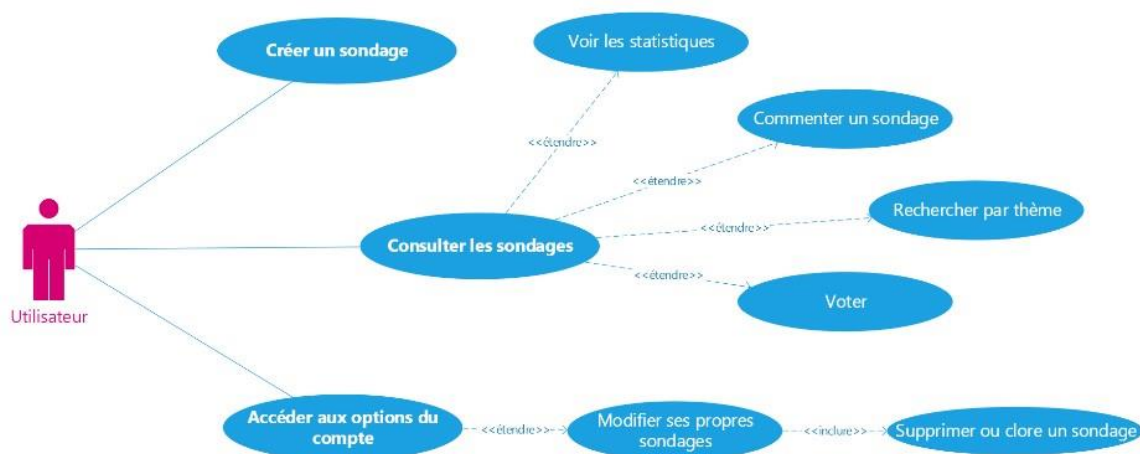 Créer un sondage
Voir les statistiques
Commenter un sondage
<<étendre>>
<<étendre>>
Rechercher par thème
<<étendre>>
Consulter les sondages
<<étendre>>
Voter
Utilisateur
Accéder aux options du
compte
<<étendre>>
Modifier ses propres
sondages
<<inclure>>
Supprimer ou clore un sondage